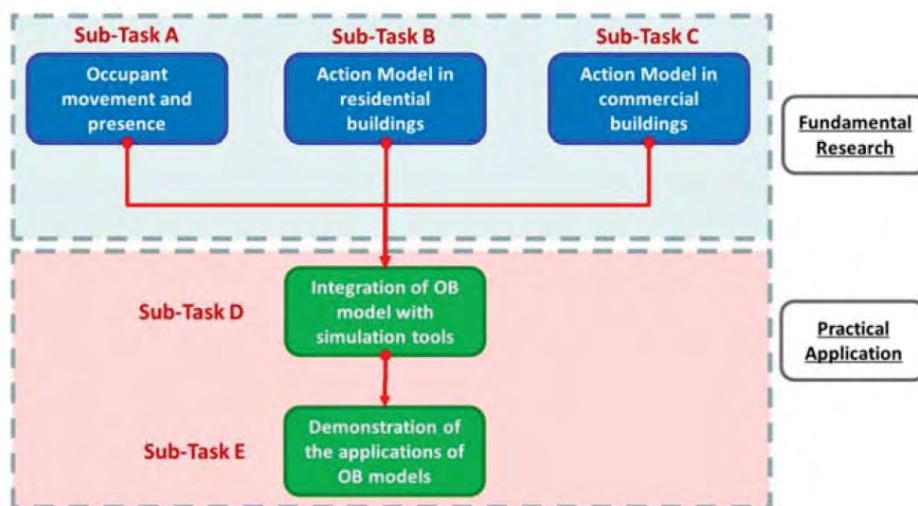 Sub-Task A
Sub-Task B
Sub-Task C
Occupant
movement and
presence
Action Model in
residential
buildings
Action Model in
commercial
buildings
Fundamental
Research
Sub-Task D
Integration of OB
model with
simulation tools
Practical
Application
Sub-Task E
Demonstration of
the applications of
OB models